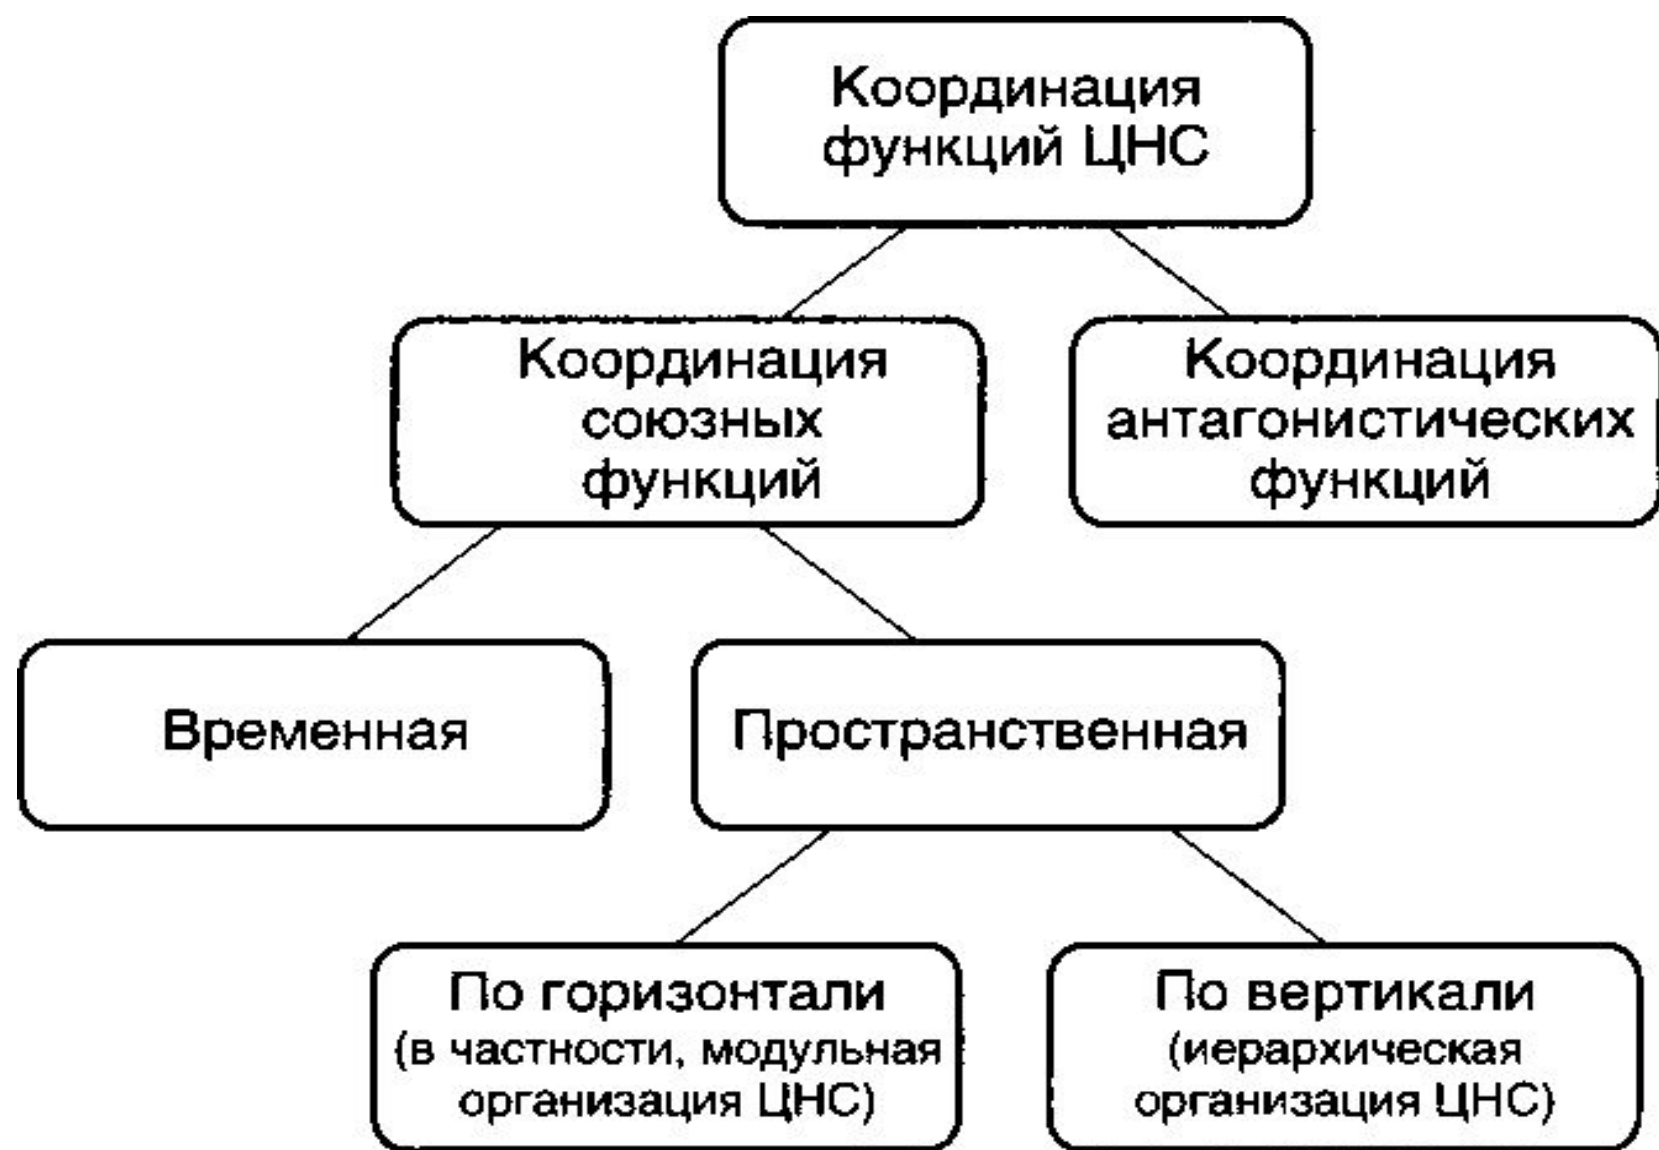 Координация
функций ЦНС
Координация
союзных
функций
Координация
антагонистических
функций
Временная
Пространственная
По горизонтали
(в частности, модульная
организация ЦНС)
По вертикали
(иерархическая
организация ЦНС)